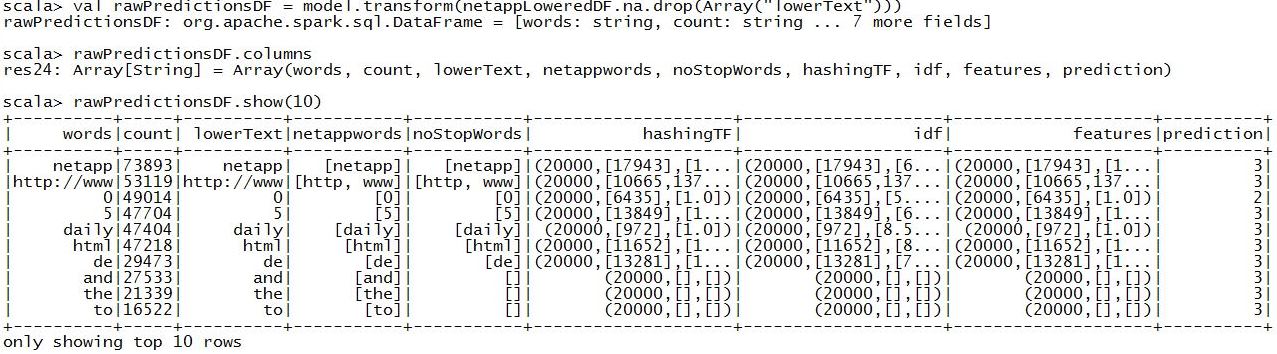 scala> val rawPredictionsDF = model.transform(netappLoweredDF.na.drop(Array("lowerText")))
rawPredictionsDF: org.apache.spark.sql.DataFrame = [words: string, count: string ... 7 more fields]
scala> rawPredictionsDF.columns
res24: Array[String] = Array(words, count, lowerText, netappwords, noStopWords, hashingTF, idf, features, prediction)
scala> rawPredictionsDF.show(10)
+----------+-----+----------+-----------+-----------+--------------------+--------------------+--------------------+----------+
|     words|count| lowerText|netappwords|noStopWords|           hashingTF|                 idf|            features|prediction|
+----------+-----+----------+-----------+-----------+--------------------+--------------------+--------------------+----------+
|    netapp|73893|    netapp|   [netapp]|   [netapp]|(20000,[17943],[1...|(20000,[17943],[6...|(20000,[17943],[1...|         3|
|http://www|53119|http://www|[http, www]|[http, www]|(20000,[10665,137...|(20000,[10665,137...|(20000,[10665,137...|         3|
|         0|49014|         0|        [0]|        [0]|(20000,[6435],[1.0])|(20000,[6435],[5....|(20000,[6435],[1.0])|         2|
|         5|47704|         5|        [5]|        [5]|(20000,[13849],[1...|(20000,[13849],[6...|(20000,[13849],[1...|         3|
|     daily|47404|     daily|    [daily]|    [daily]| (20000,[972],[1.0])|(20000,[972],[8.5...| (20000,[972],[1.0])|         3|
|      html|47218|      html|     [html]|     [html]|(20000,[11652],[1...|(20000,[11652],[8...|(20000,[11652],[1...|         3|
|        de|29473|        de|       [de]|       [de]|(20000,[13281],[1...|(20000,[13281],[7...|(20000,[13281],[1...|         3|
|       and|27533|       and|      [and]|         []|       (20000,[],[])|       (20000,[],[])|       (20000,[],[])|         3|
|       the|21339|       the|      [the]|         []|       (20000,[],[])|       (20000,[],[])|       (20000,[],[])|         3|
|        to|16522|        to|       [to]|         []|       (20000,[],[])|       (20000,[],[])|       (20000,[],[])|         3|
+----------+-----+----------+-----------+-----------+--------------------+--------------------+--------------------+----------+
only showing top 10 rows